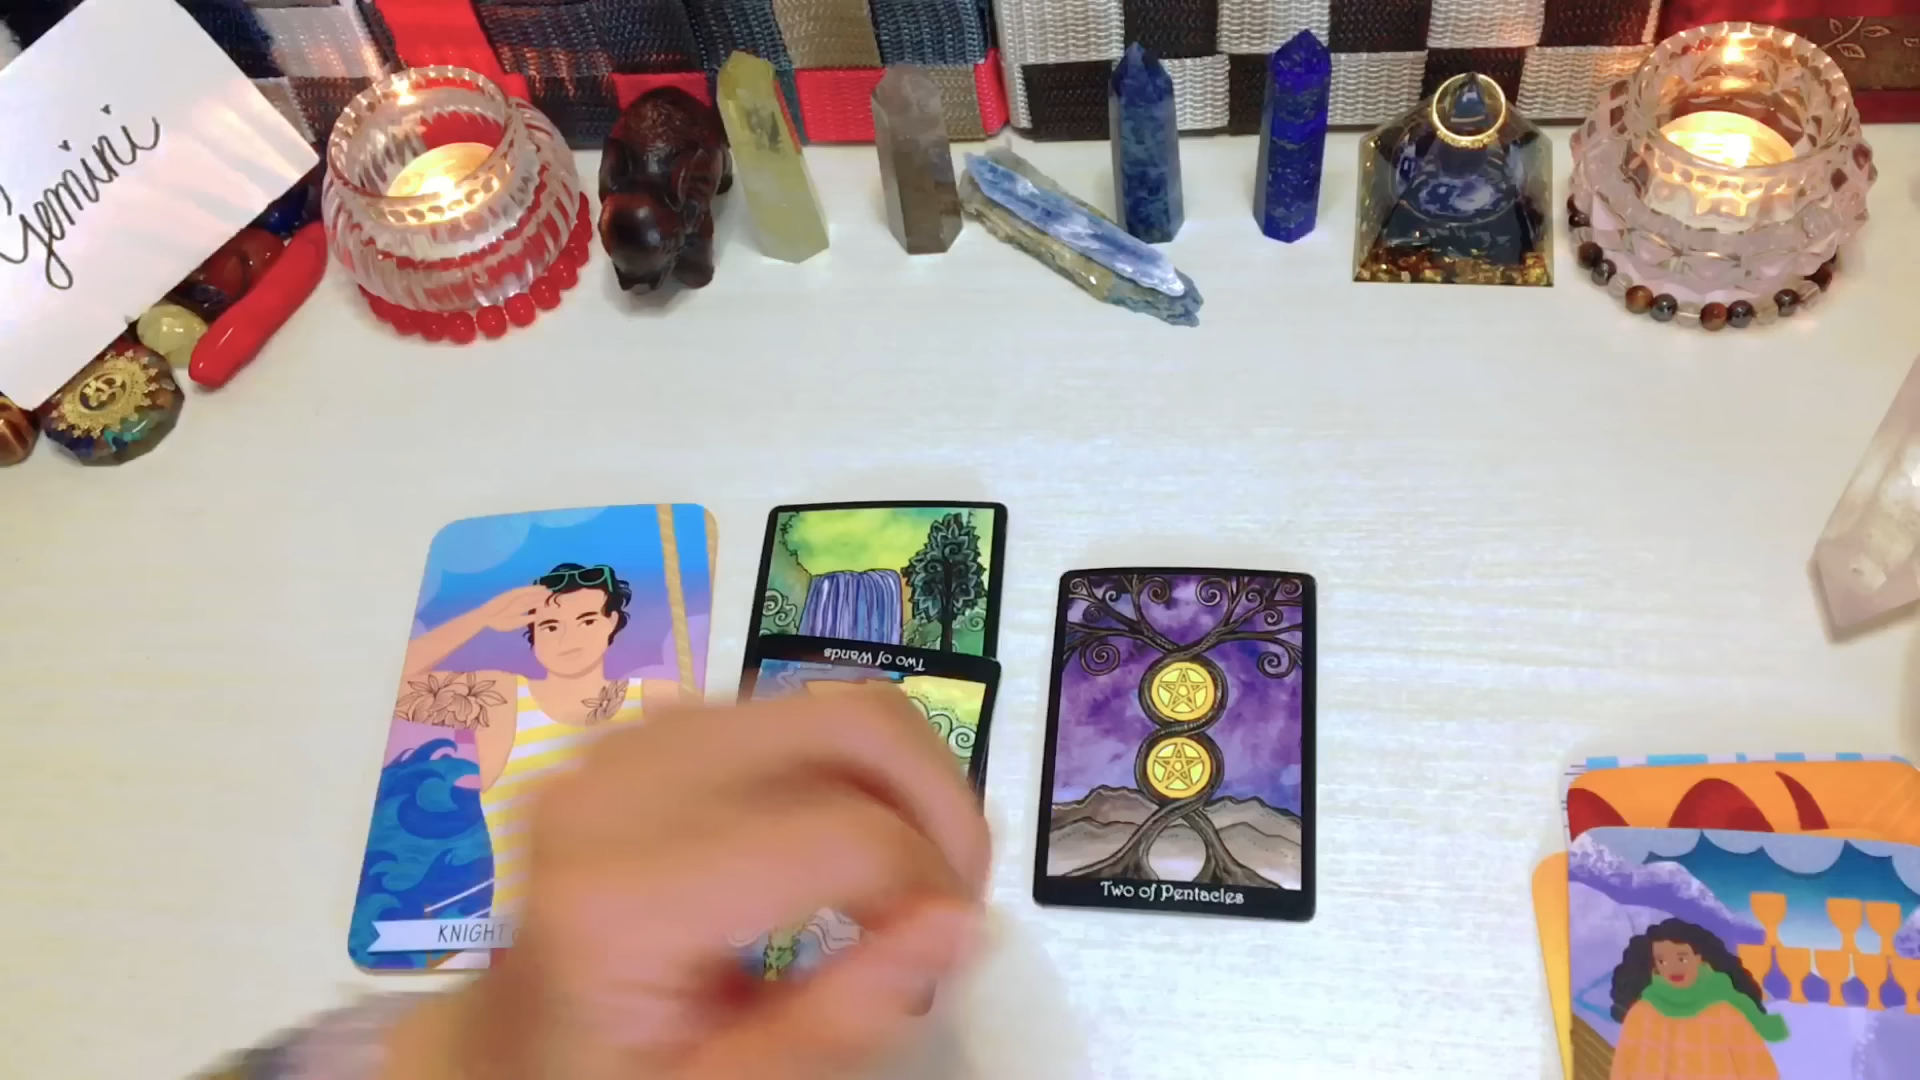 Gemini
Two of Wands
KNIGHT
Two of Pentacles